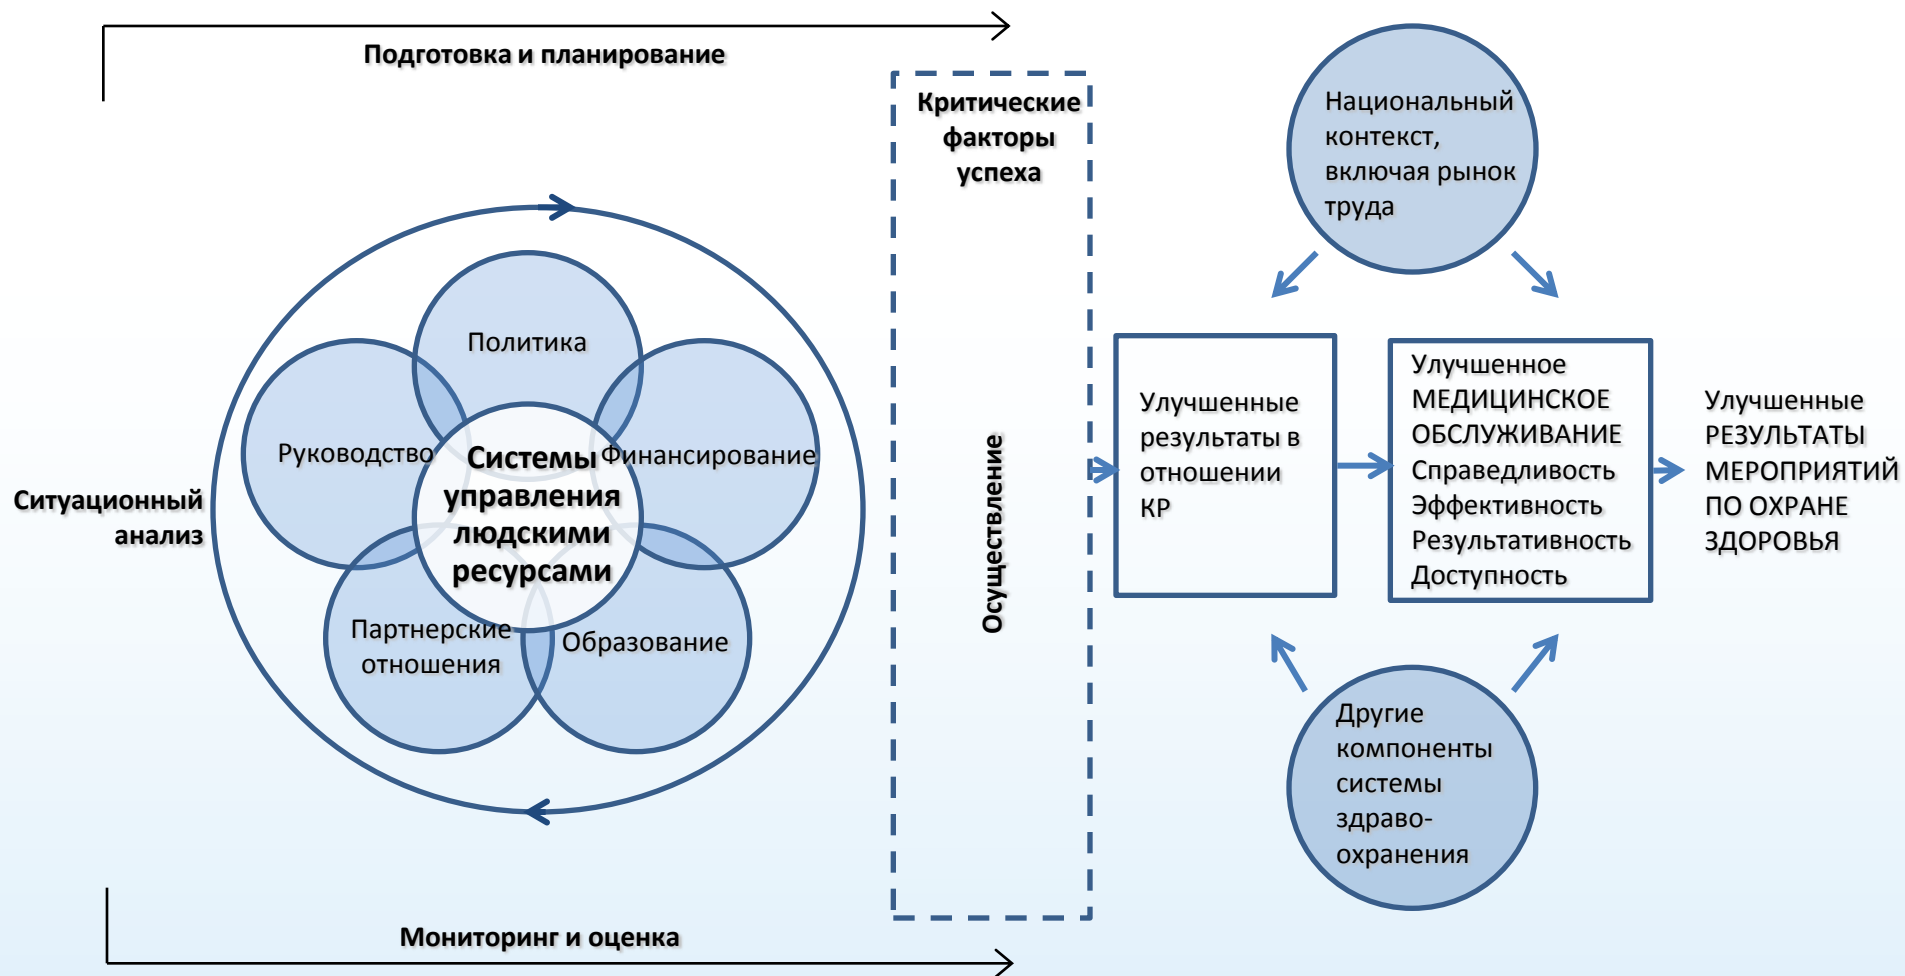 Подготовка и планирование
Критические
факторы
успеха
Национальный
контекст,
включая рынок
труда
Политика
Руководство
Финансирование
Системы
управления
людскими
ресурсами
Партнерские
отношения
Образование
Ситуационный
анализ
Осуществление
Улучшенные
результаты в
отношении
КР
Улучшенное
МЕДИЦИНСКОЕ
ОБСЛУЖИВАНИЕ
Справедливость
Эффективность
Результативность
Доступность
Улучшенные
РЕЗУЛЬТАТЫ
МЕРОПРИЯТИЙ
ПО ОХРАНЕ
ЗДОРОВЬЯ
Другие
компоненты
системы
здраво-
охранения
Мониторинг и оценка